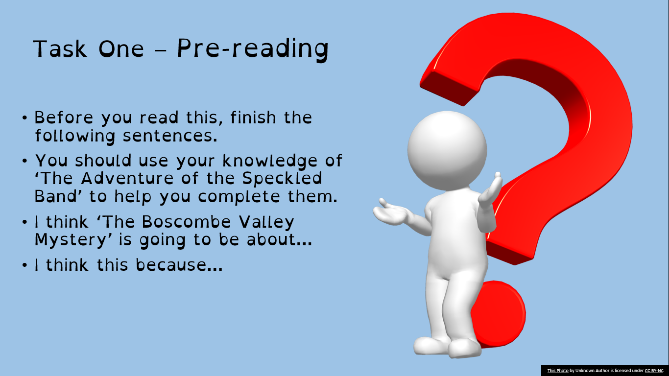 Task One – Pre-reading
• Before you read this, finish the
following sentences.
• You should use your knowledge of
‘The Adventure of the Speckled
Band’ to help you complete them.
• I think ‘The Boscombe Valley
Mystery’ is going to be about...
• I think this because...
This Photo by Unknown Author is licensed under CC BY-NC